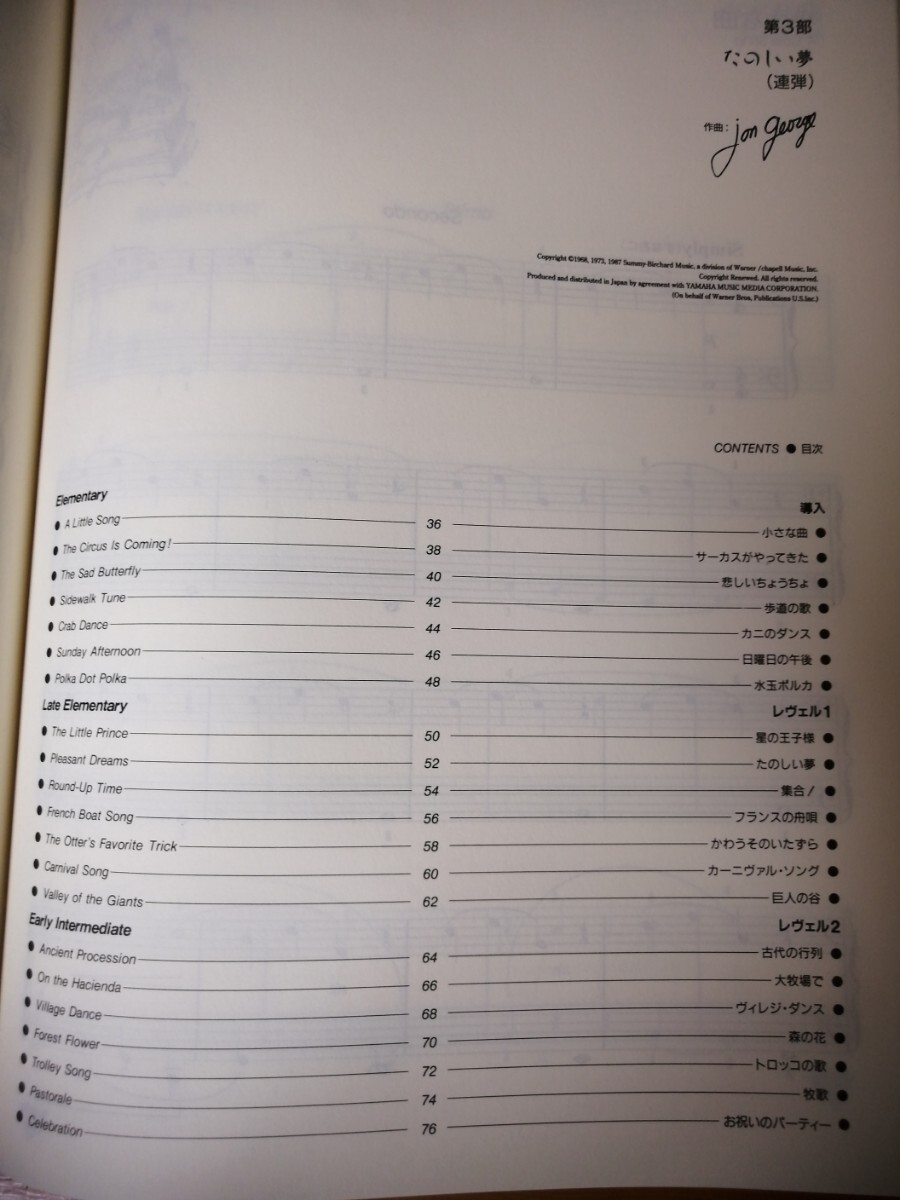 第3部
たのしい夢
(連弾)
作曲: jon george
Copyright ©1968, 1973, 1987 Summy-Birchard Music, a division of Warner /chapell Music, Inc.
Copyright Renewed. All rights reserved.
Produced and distributed in Japan by agreement with YAMAHA MUSIC MEDIA CORPORATION.
(On behalf of Warner Bros, Publications U.S.Inc.)
CONTENTS ● 目次
Elementary 導入
● A Little Song 36 小さな曲 ●
● The Circus Is Coming! 38 サーカスがやってきた ●
● The Sad Butterfly 40 悲しいちょうちょ ●
● Sidewalk Tune 42 歩道の歌 ●
● Crab Dance 44 カニのダンス ●
● Sunday Afternoon 46 日曜日の午後 ●
● Polka Dot Polka 48 水玉ポルカ ●
Late Elementary レヴェル1
● The Little Prince 50 星の王子様 ●
● Pleasant Dreams 52 たのしい夢 ●
● Round-Up Time 54 集合! ●
● French Boat Song 56 フランスの舟唄 ●
● The Otter's Favorite Trick 58 かわうそのいたずら ●
● Carnival Song 60 カーニヴァル・ソング ●
● Valley of the Giants 62 巨人の谷 ●
Early Intermediate レヴェル2
● Ancient Procession 64 古代の行列 ●
● On the Hacienda 66 大牧場で ●
● Village Dance 68 ヴィレジ・ダンス ●
● Forest Flower 70 森の花 ●
● Trolley Song 72 トロッコの歌 ●
● Pastorale 74 牧歌 ●
● Celebration 76 お祝いのパーティー ●